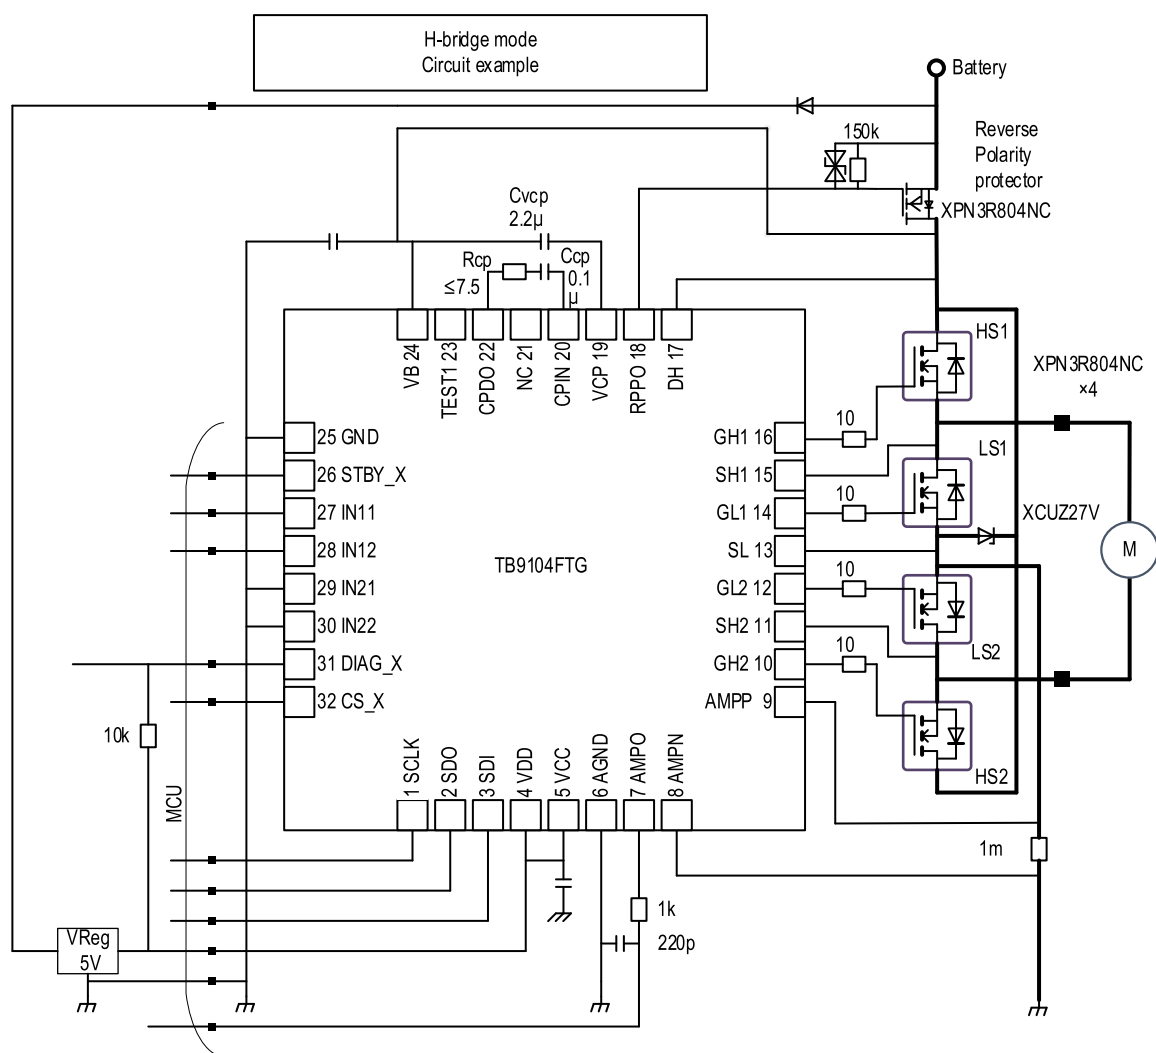 H-bridge mode
Circuit example
Battery
150k
Reverse
Polarity
protector
XPN3R804NC
Cvcp
2.2μ
Rcp
≤7.5
Ccp
0.1
μ
VB 24
TEST1 23
CPDO 22
NC 21
CPIN 20
VCP 19
RPPO 18
DH 17
HS1
XPN3R804NC
×4
25 GND
26 STBY_X
27 IN11
28 IN12
29 IN21
30 IN22
31 DIAG_X
32 CS_X
TB9104FTG
GH1 16
SH1 15
GL1 14
SL 13
GL2 12
SH2 11
GH2 10
AMPP 9
10
10
10
10
LS1
XCUZ27V
M
LS2
HS2
10k
MCU
1 SCLK
2 SDO
3 SDI
4 VDD
5 VCC
6 AGND
7 AMPO
8 AMPN
1m
1k
220p
VReg
5V